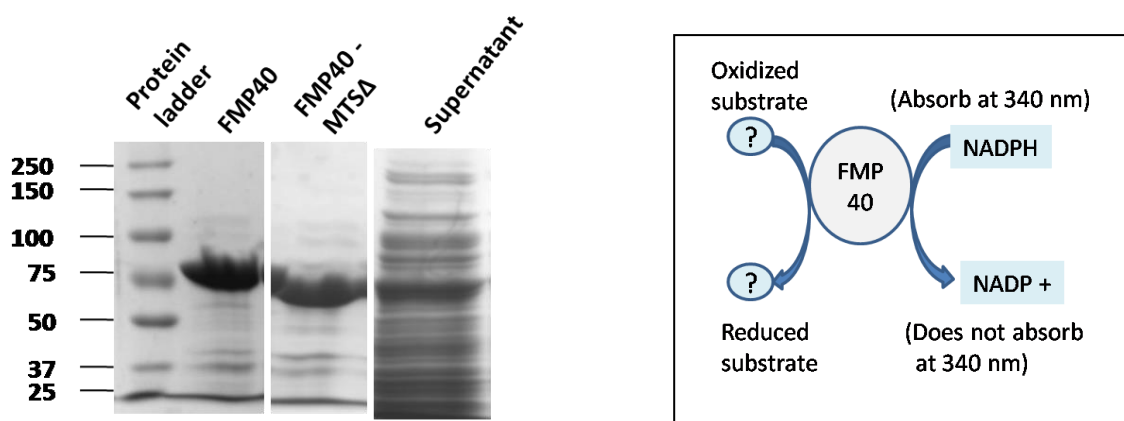 Protein
ladder
FMP40
FMP40 -
MTSΔ
Supernatant
250
150
100
75
50
37
25
Oxidized
substrate
(Absorb at 340 nm)
?
NADPH
FMP
40
?
NADP +
Reduced
substrate
(Does not absorb
at 340 nm)